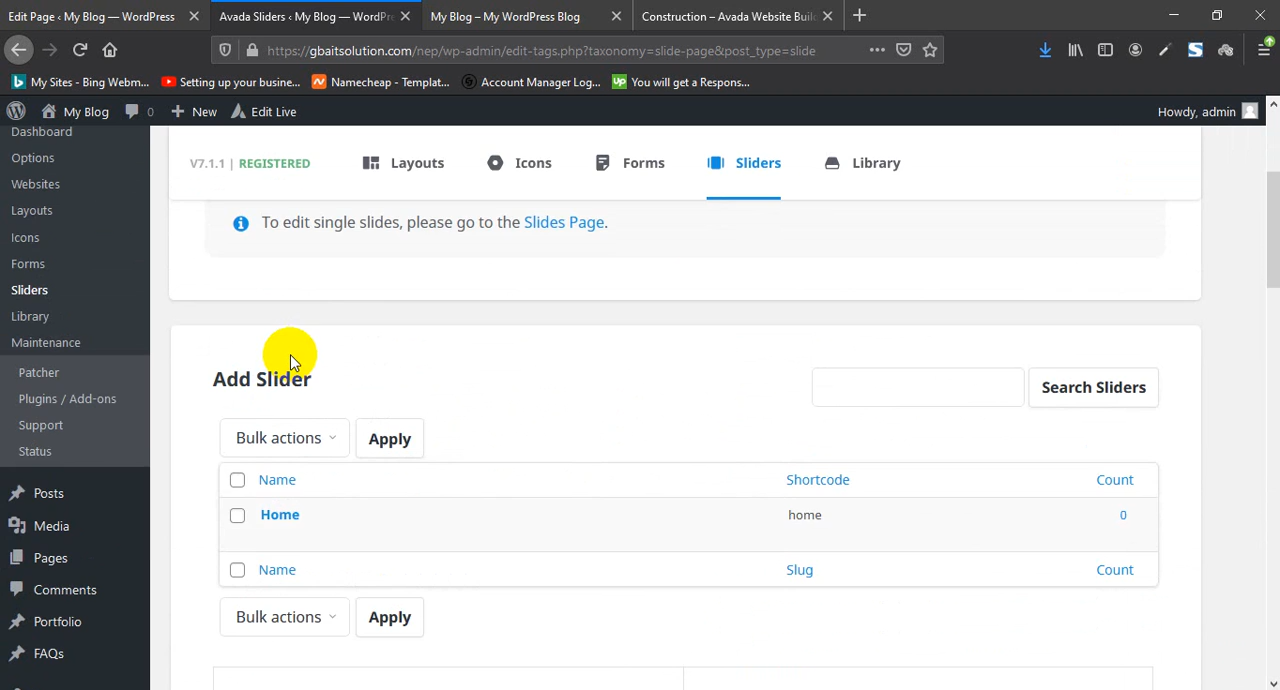 Edit Page ‹ My Blog — WordPress
Avada Sliders ‹ My Blog — WordPre
My Blog – My WordPress Blog
Construction – Avada Website Buil
https://gbaitsolution.com/nep/wp-admin/edit-tags.php?taxonomy=slide-page&post_type=slide
My Sites - Bing Webm...
Setting up your busine...
Namecheap - Templat...
Account Manager Log...
Up You will get a Respons...
My Blog
0
New
Edit Live
Howdy, admin
Dashboard
Options
Websites
Layouts
Icons
Forms
Sliders
Library
Maintenance
Patcher
Plugins / Add-ons
Support
Status
Posts
Media
Pages
Comments
Portfolio
FAQs
V7.1.1 | REGISTERED
Layouts
Icons
Forms
Sliders
Library
To edit single slides, please go to the Slides Page.
Add Slider
Search Sliders
Bulk actions
Apply
Name Shortcode Count
Home home 0
Name Slug Count
Bulk actions
Apply